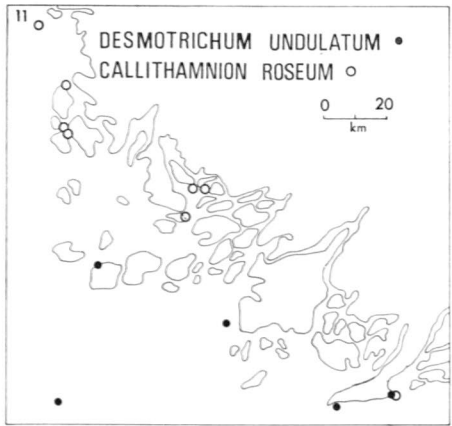 11
DESMOTRICHUM UNDULATUM •
CALLITHAMNION ROSEUM ○
0 20
km